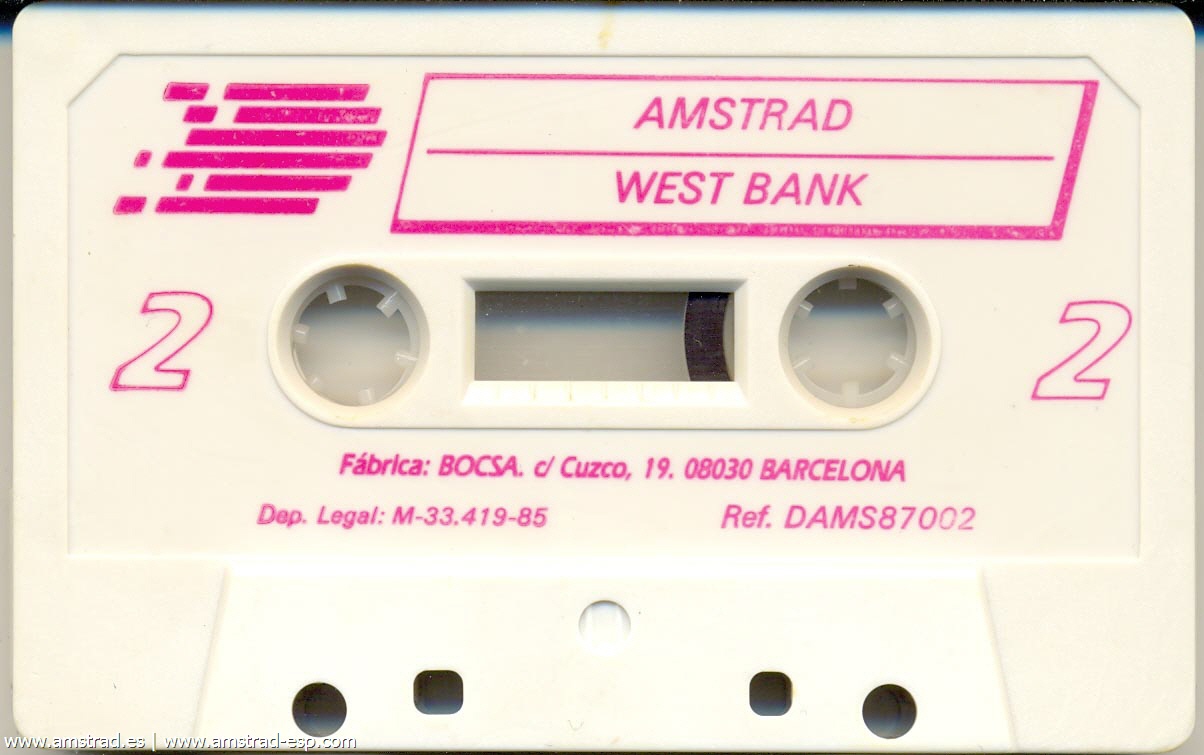 AMSTRAD
WEST BANK
2
2
Fábrica: BOCSA. c/ Cuzco, 19. 08030 BARCELONA
Dep. Legal: M-33.419-85
Ref. DAMS87002
www.amstrad.es | www.amstrad-esp.com